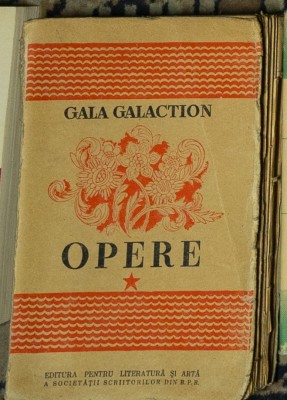 GALA GALACTION
OPERE
EDITURA PENTRU LITERATURĂ ȘI ARTĂ
A SOCIETĂȚII SCRIITORILOR DIN R.P.R.